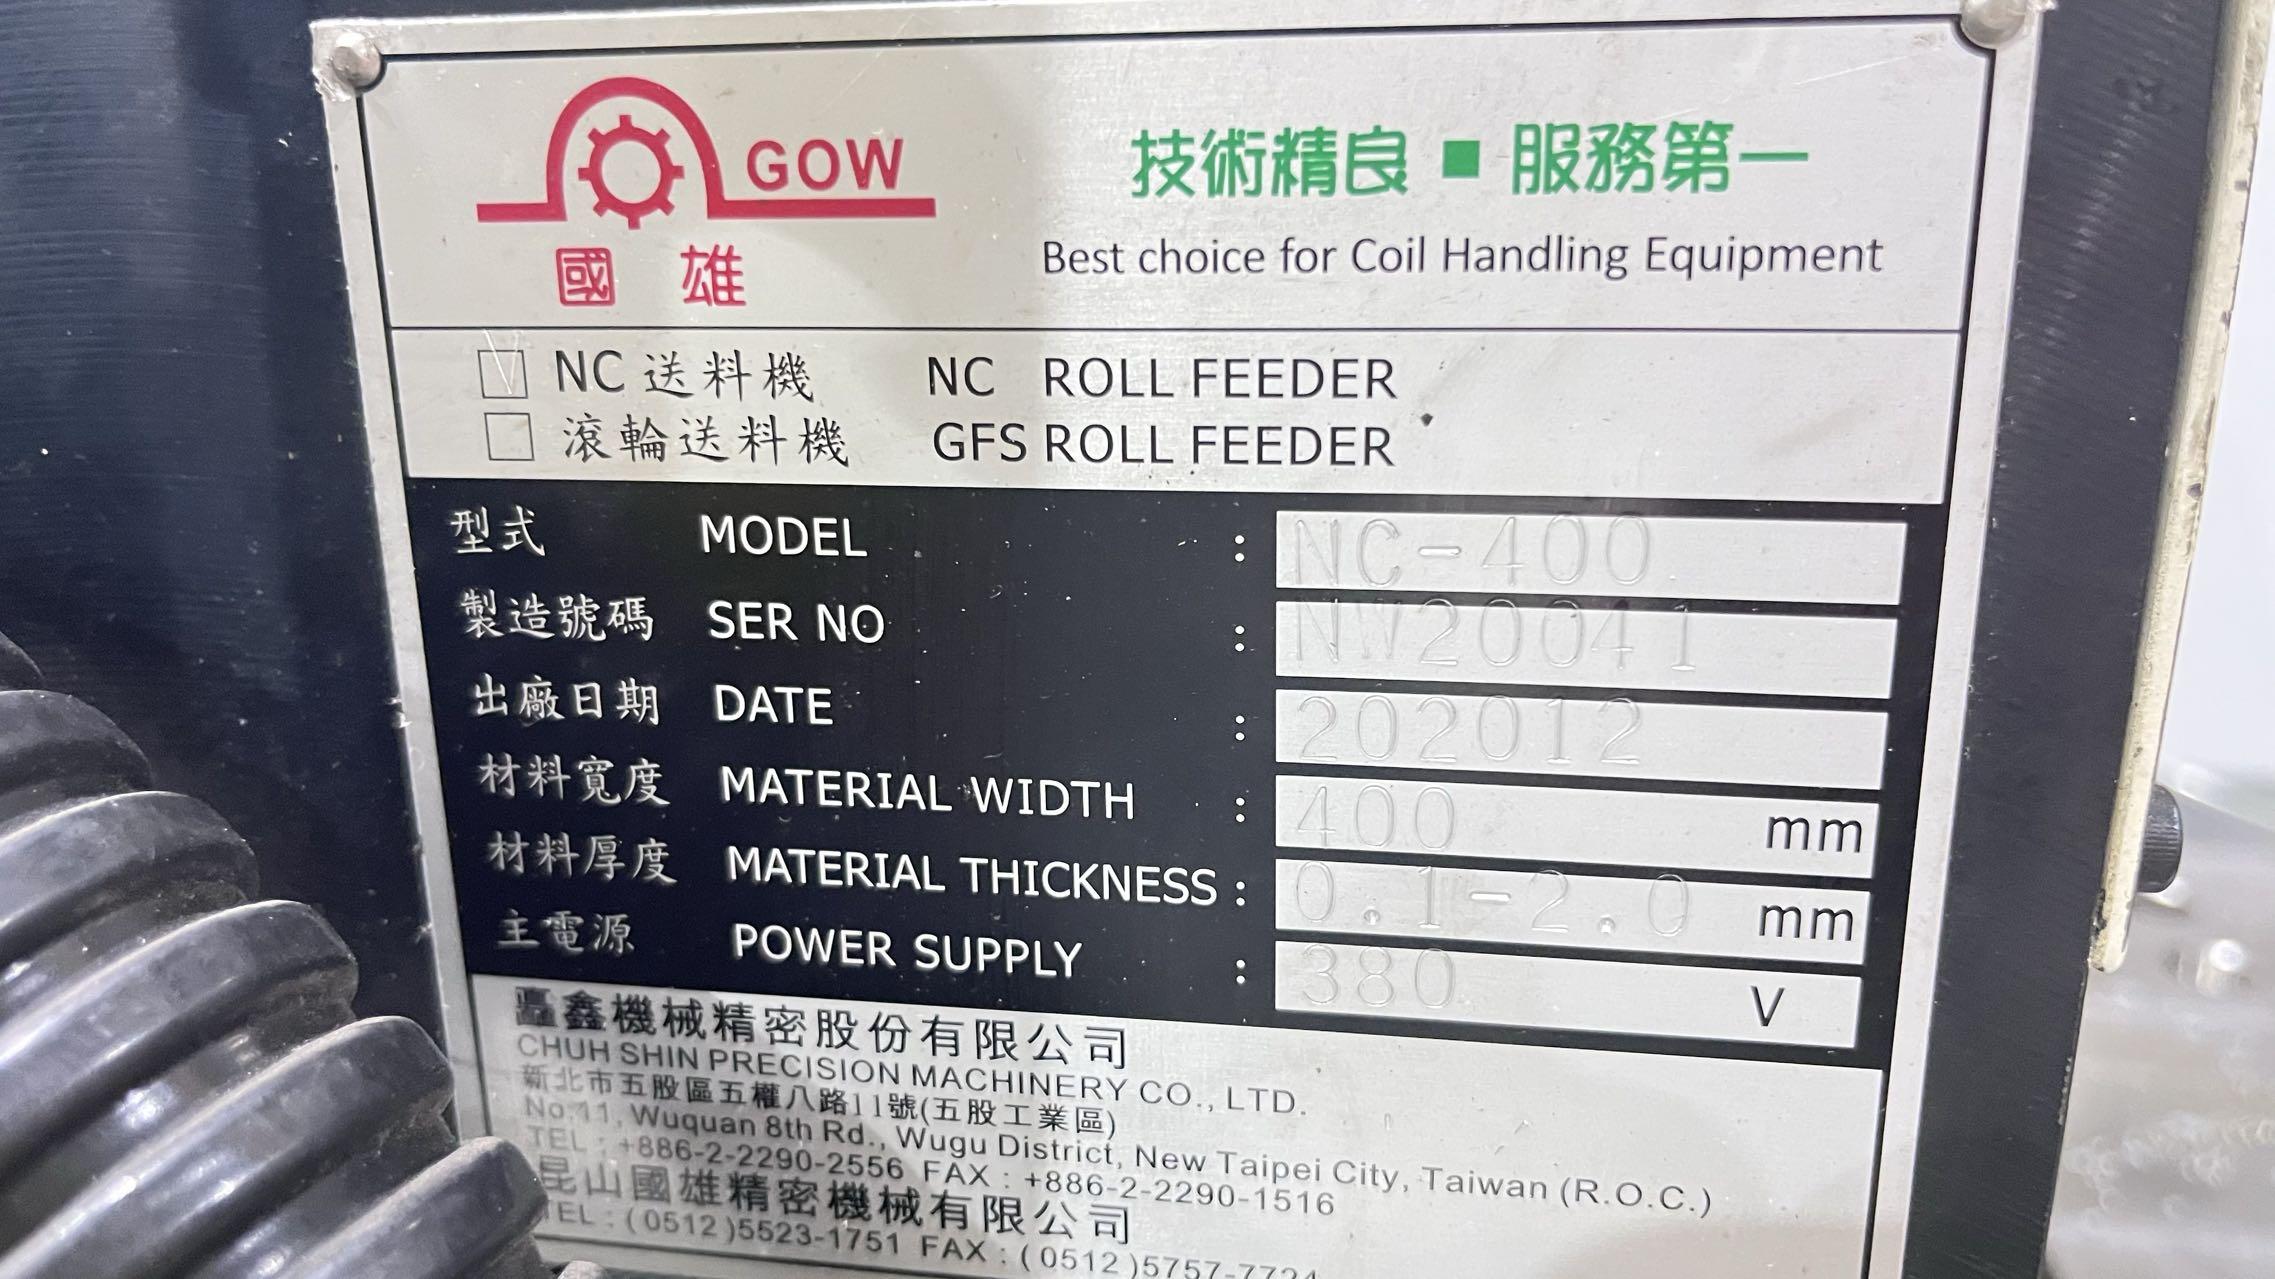 GOW
國雄
技術精良 ■ 服務第一
Best choice for Coil Handling Equipment
V NC 送料機 NC ROLL FEEDER
滾輪送料機 GFS ROLL FEEDER
型式 MODEL : NC-400
製造號碼 SER NO : NW20041
出廠日期 DATE : 202012
材料寬度 MATERIAL WIDTH : 400 mm
材料厚度 MATERIAL THICKNESS : 0.1-2.0 mm
主電源 POWER SUPPLY : 380 V
鑫機械精密股份有限公司
CHUH SHIN PRECISION MACHINERY CO., LTD.
新北市五股區五權八路11號(五股工業區)
No.11, Wuquan 8th Rd., Wugu District, New Taipei City, Taiwan (R.O.C.)
TEL : +886-2-2290-2556 FAX : +886-2-2290-1516
昆山國雄精密機械有限公司
TEL : (0512)5523-1751 FAX : (0512)5757-7724